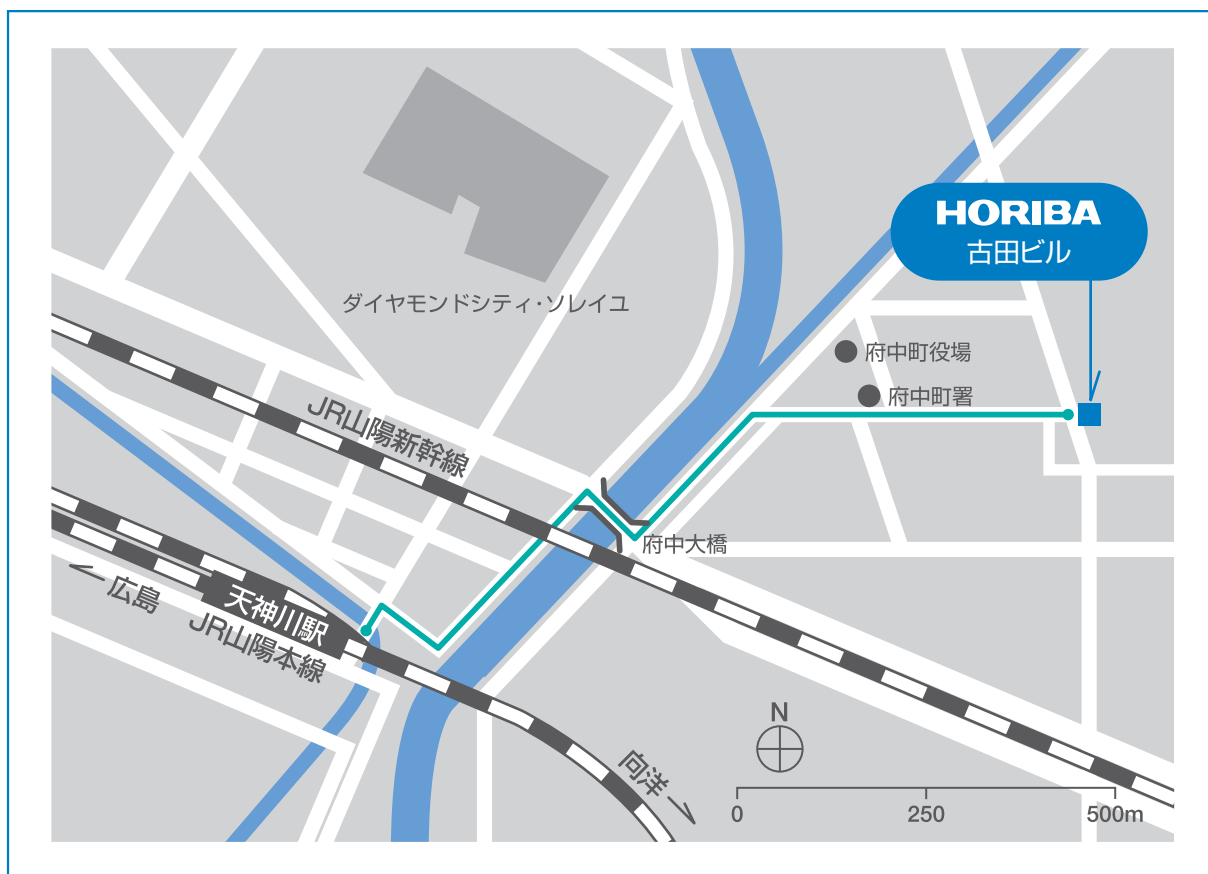 HORIBA
古田ビル
ダイヤモンドシティ・ソレイユ
府中町役場
府中町署
JR山陽新幹線
府中大橋
広島
天神川駅
JR山陽本線
向洋
N
0 250 500m